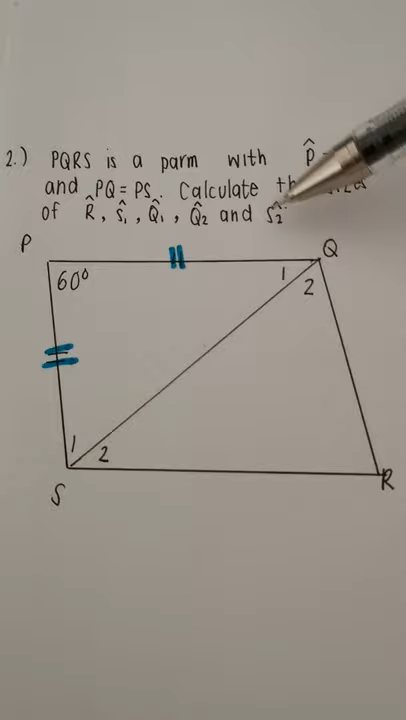 2.) PQRS is a parm with P̂
and PQ = PS. Calculate
of R̂, Ŝ₁, Q̂₁, Q̂₂ and Ŝ₂
P
Q
60°
1
2
1
2
S
R